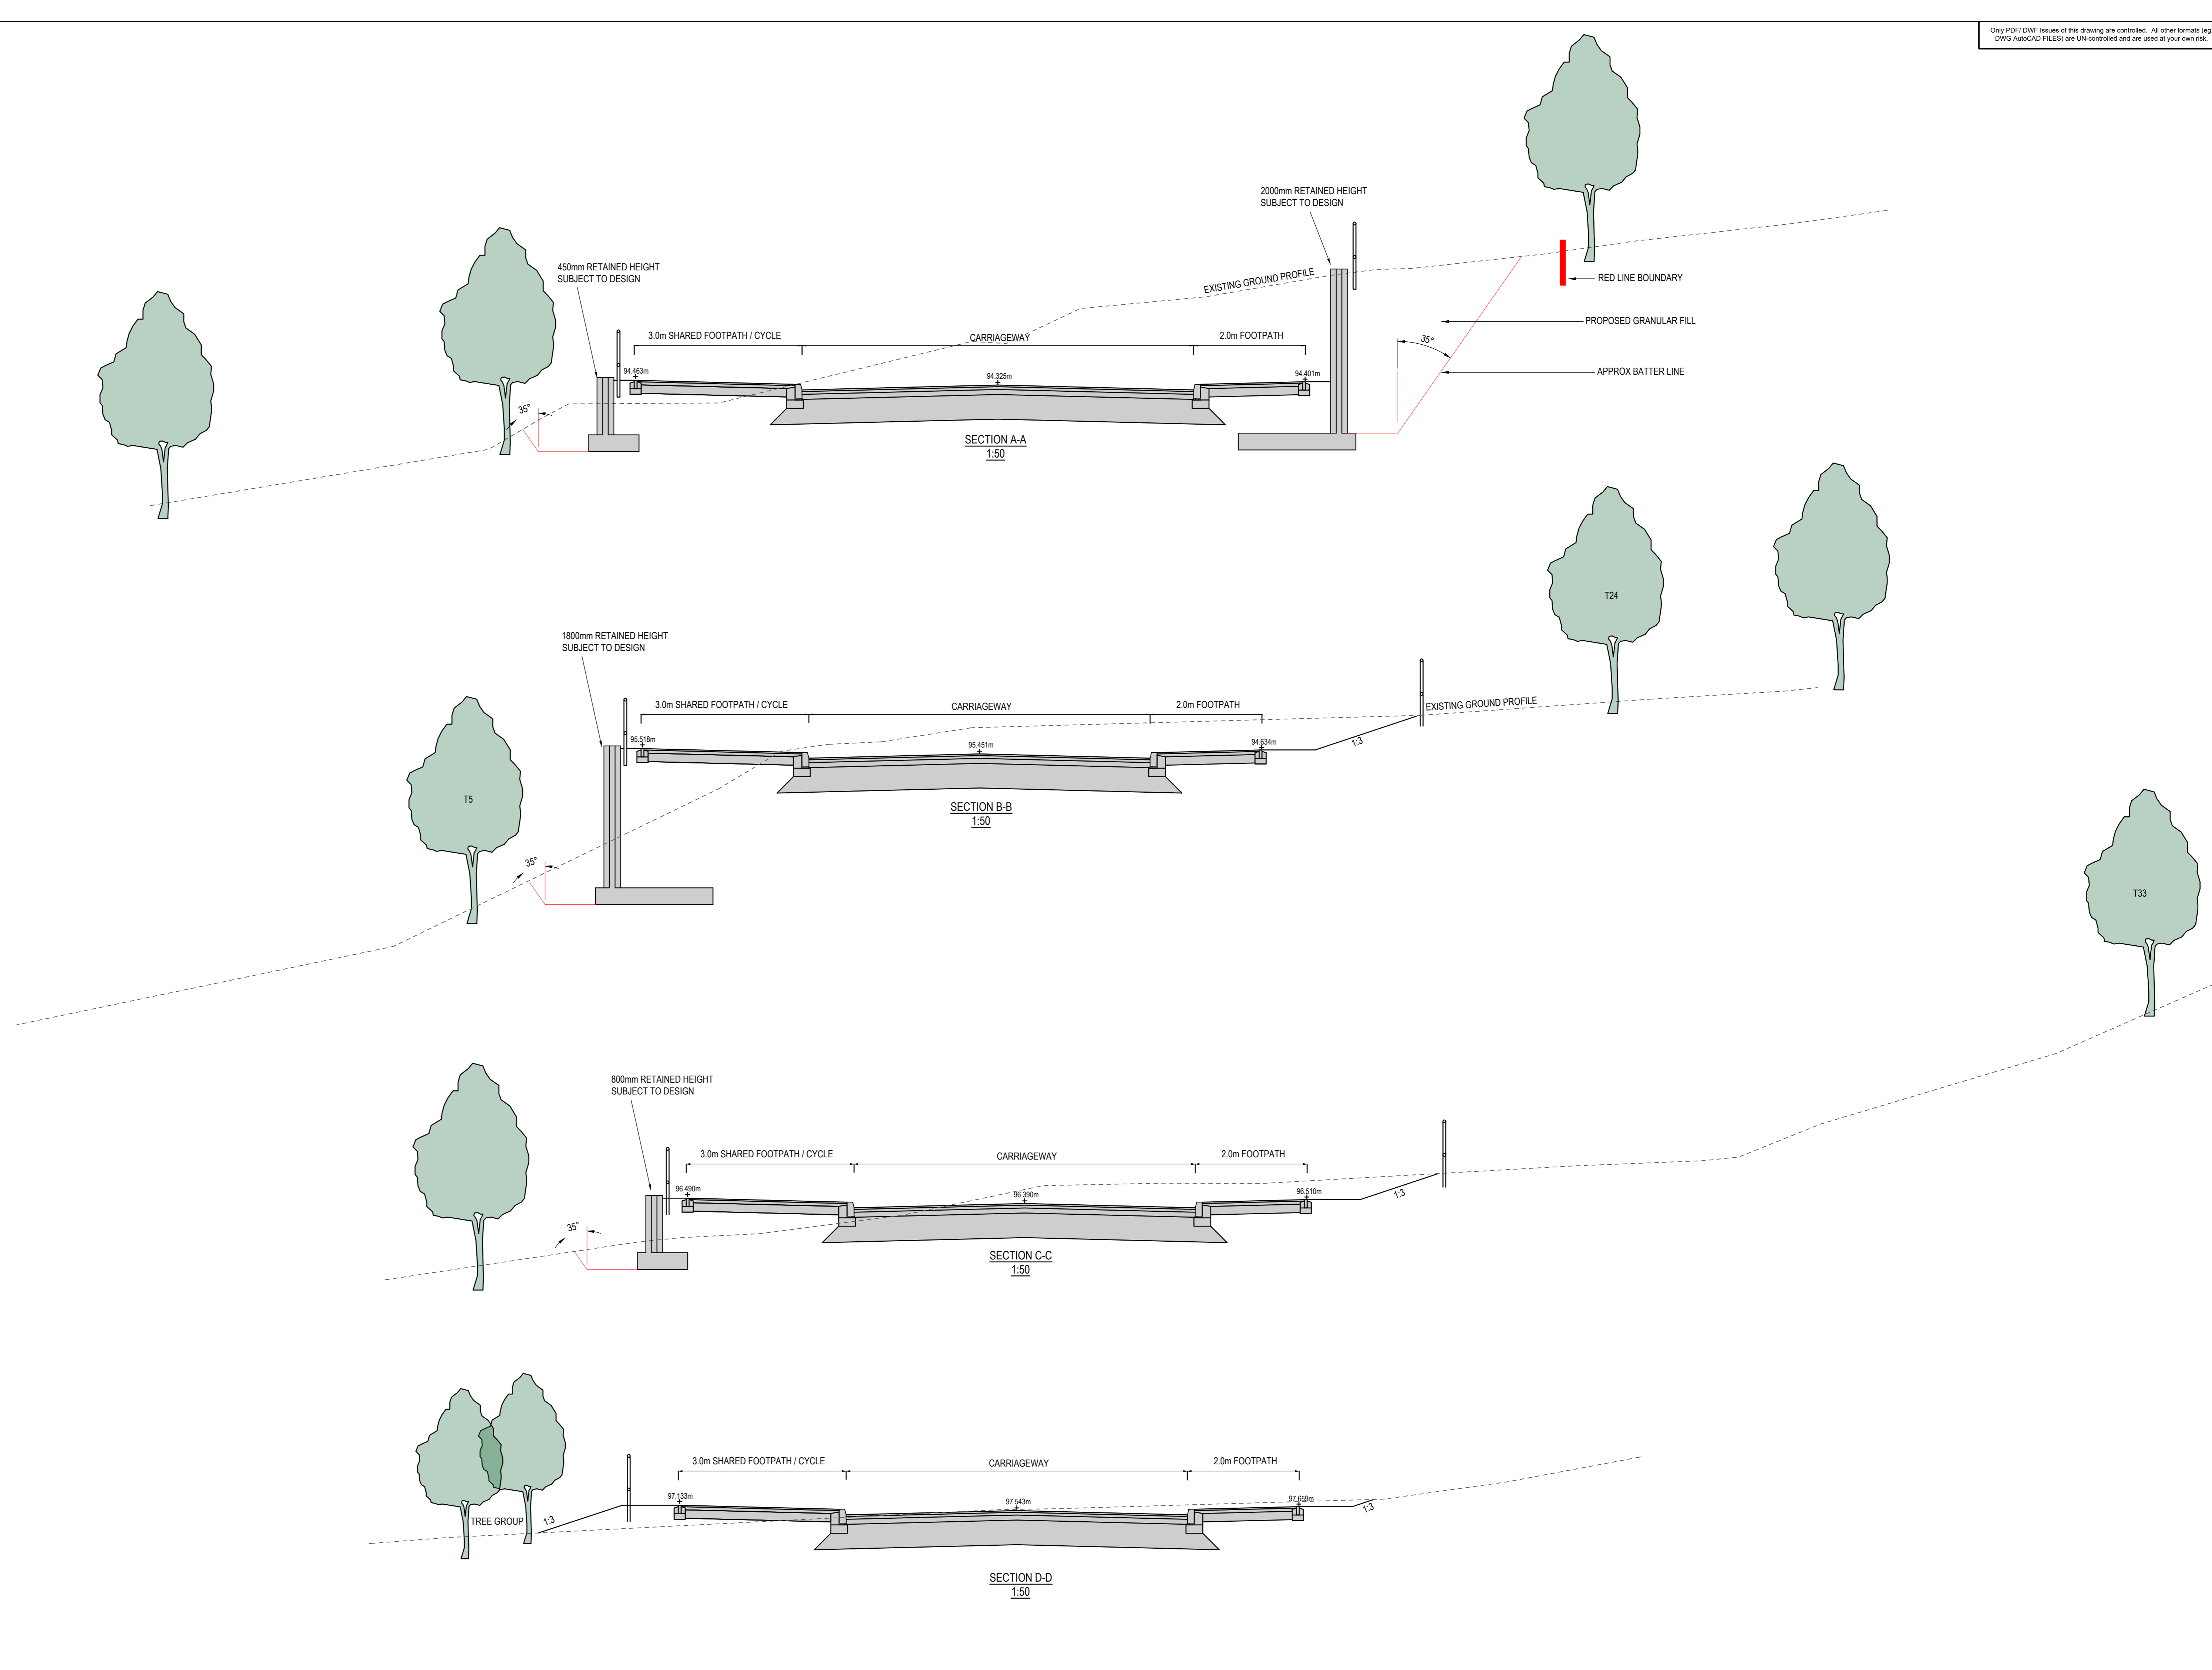 Only PDF/ DWF Issues of this drawing are controlled. All other formats (eg.
DWG AutoCAD FILES) are UN-controlled and are used at your own risk.
2000mm RETAINED HEIGHT
SUBJECT TO DESIGN
450mm RETAINED HEIGHT
SUBJECT TO DESIGN
EXISTING GROUND PROFILE
RED LINE BOUNDARY
PROPOSED GRANULAR FILL
3.0m SHARED FOOTPATH / CYCLE
CARRIAGEWAY
2.0m FOOTPATH
35°
APPROX BATTER LINE
94.463m
94.325m
94.401m
35°
SECTION A-A
1:50
T24
1800mm RETAINED HEIGHT
SUBJECT TO DESIGN
3.0m SHARED FOOTPATH / CYCLE
CARRIAGEWAY
2.0m FOOTPATH
EXISTING GROUND PROFILE
95.518m
95.451m
94.634m
1:3
T5
SECTION B-B
1:50
35°
T33
800mm RETAINED HEIGHT
SUBJECT TO DESIGN
3.0m SHARED FOOTPATH / CYCLE
CARRIAGEWAY
2.0m FOOTPATH
96.490m
96.390m
96.510m
1:3
35°
SECTION C-C
1:50
3.0m SHARED FOOTPATH / CYCLE
CARRIAGEWAY
2.0m FOOTPATH
97.133m
97.543m
97.659m
1:3
TREE GROUP
1:3
SECTION D-D
1:50